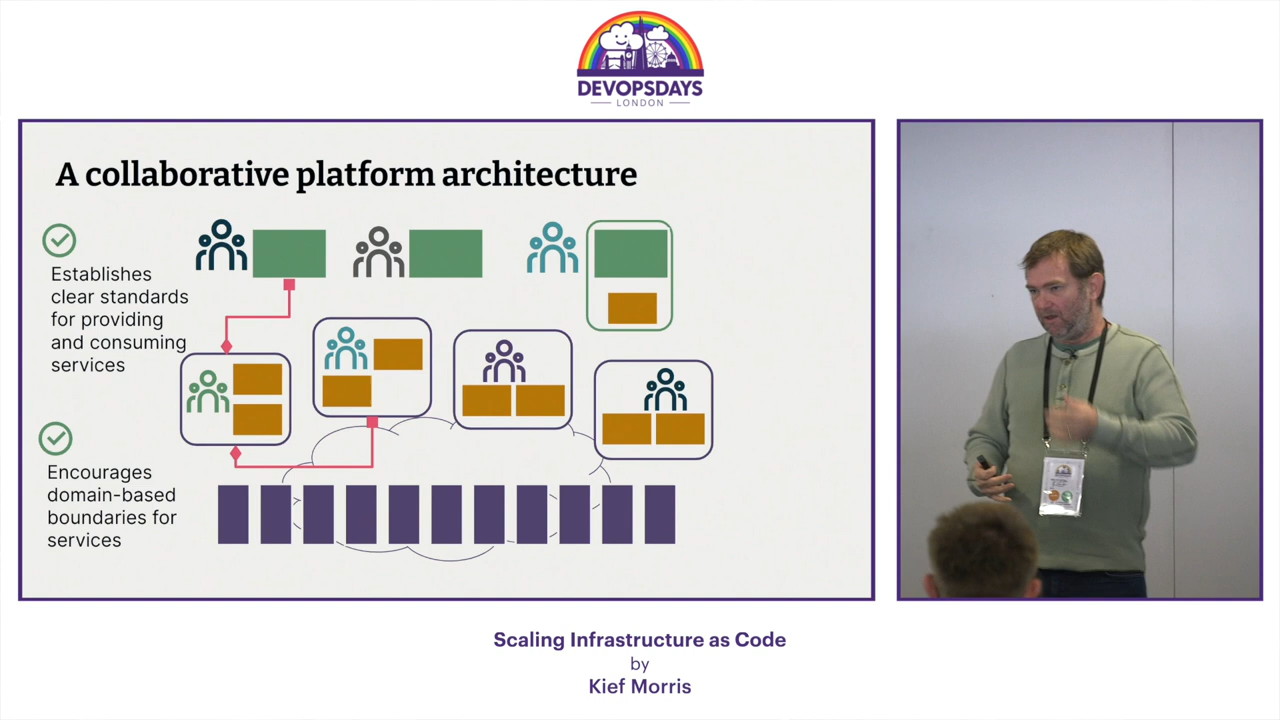 DEVOPSDAYS
LONDON
A collaborative platform architecture
Establishes
clear standards
for providing
and consuming
services
Encourages
domain-based
boundaries for
services
Scaling Infrastructure as Code
by
Kief Morris